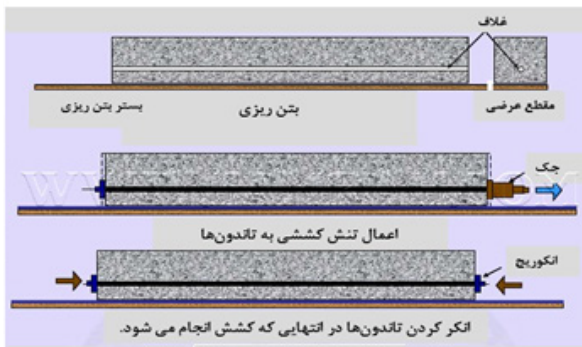 غلاف
بستر بتن ریزی
بتن ریزی
مقطع عرضی
جک
اعمال تنش کششی به تاندون‌ها
انکوریج
انکر کردن تاندون‌ها در انتهایی که کشش انجام می شود.